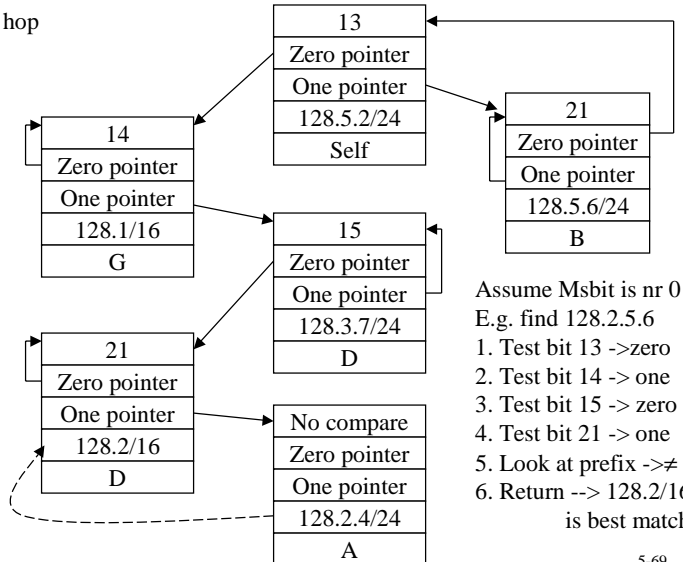 hop
13
Zero pointer
One pointer
128.5.2/24
Self
21
Zero pointer
One pointer
128.5.6/24
B
14
Zero pointer
One pointer
128.1/16
G
15
Zero pointer
One pointer
128.3.7/24
D
21
Zero pointer
One pointer
128.2/16
D
No compare
Zero pointer
One pointer
128.2.4/24
A
Assume Msbit is nr 0
E.g. find 128.2.5.6
1. Test bit 13 ->zero
2. Test bit 14 -> one
3. Test bit 15 -> zero
4. Test bit 21 -> one
5. Look at prefix ->≠
6. Return --> 128.2/16
is best match
5-69